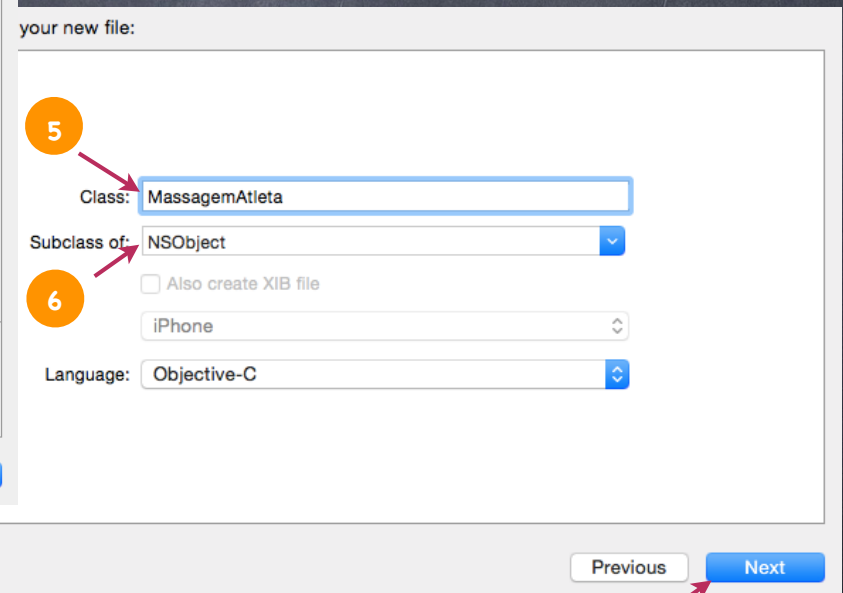 your new file:
5
Class: MassagemAtleta
Subclass of: NSObject
6
Also create XIB file
iPhone
Language: Objective-C
Previous Next